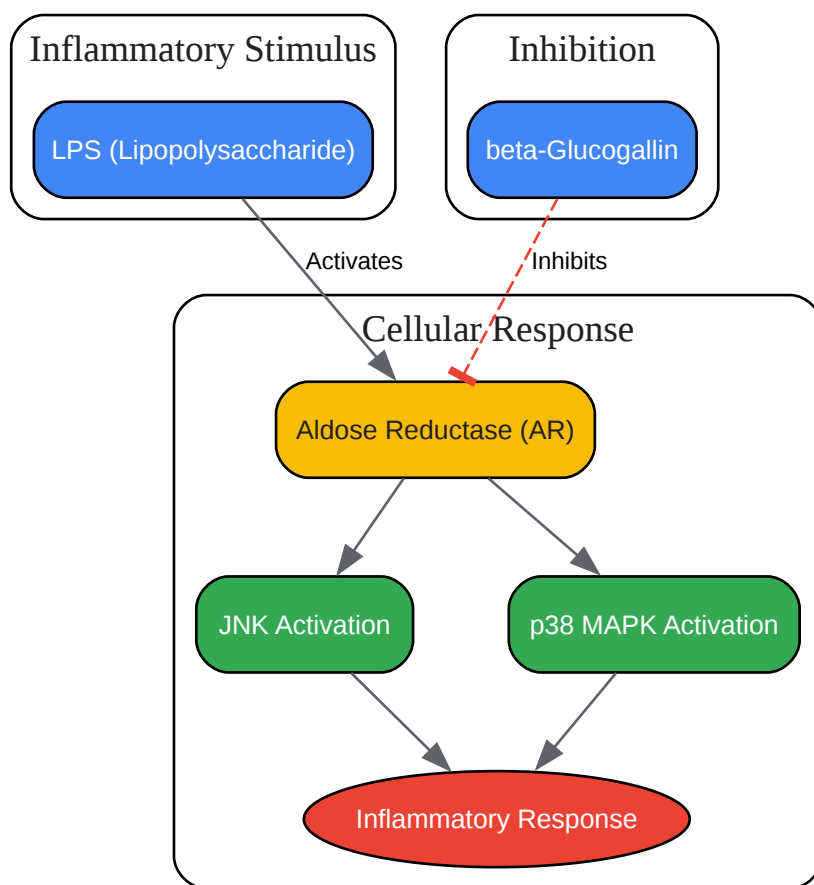 Inflammatory Stimulus
Inhibition
LPS (Lipopolysaccharide)
beta-Glucogallin
Activates
Inhibits
Cellular Response
Aldose Reductase (AR)
JNK Activation
p38 MAPK Activation
Inflammatory Response